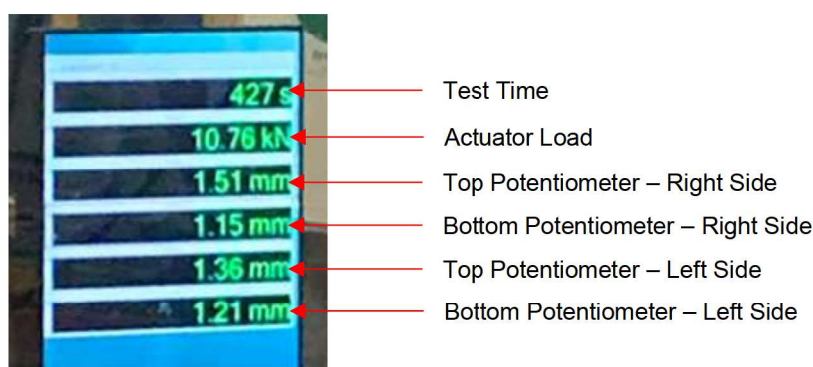 427 s
Test Time
10.76 kN
Actuator Load
1.51 mm
Top Potentiometer – Right Side
1.15 mm
Bottom Potentiometer – Right Side
1.36 mm
Top Potentiometer – Left Side
1.21 mm
Bottom Potentiometer – Left Side